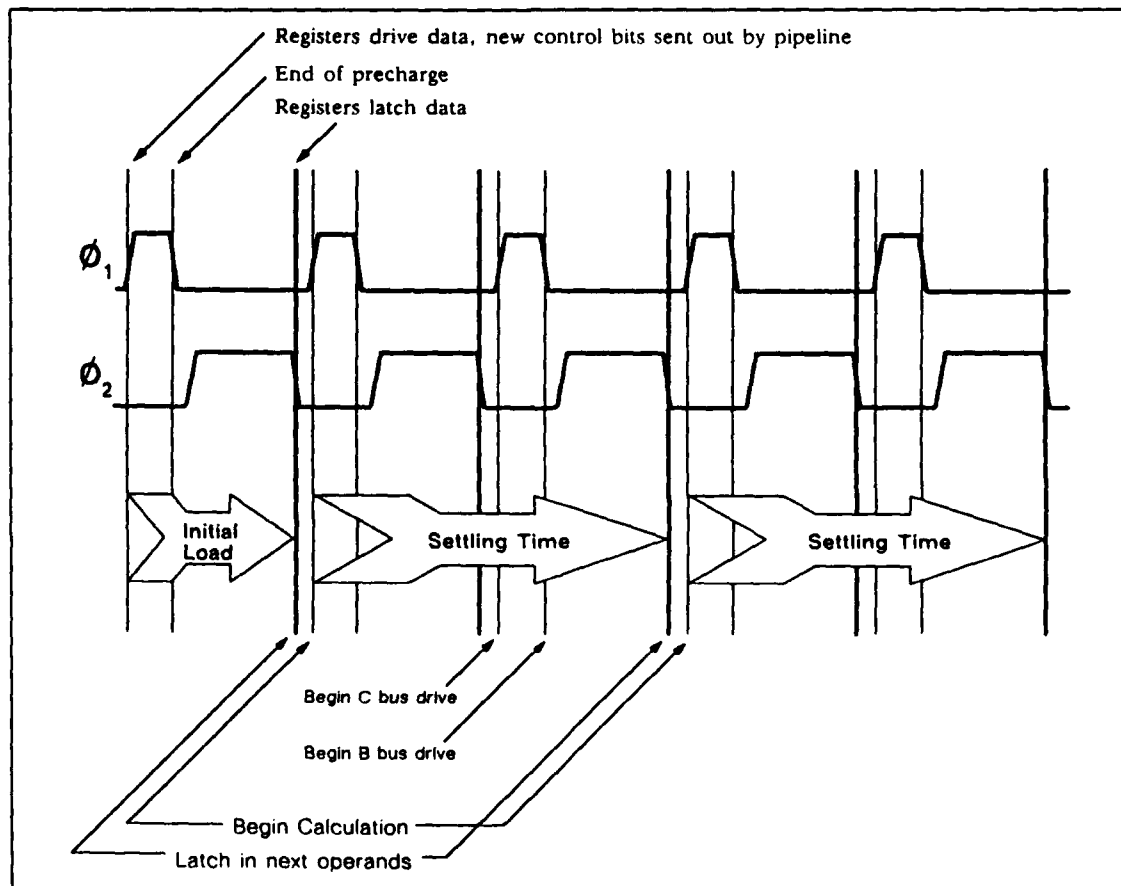 Registers drive data, new control bits sent out by pipeline
End of precharge
Registers latch data
Ø1
Ø2
Initial
Load
Settling Time
Settling Time
Begin C bus drive
Begin B bus drive
Begin Calculation
Latch in next operands